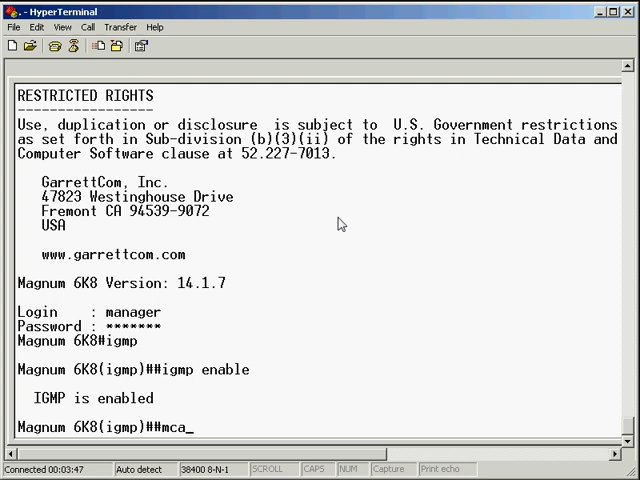 . - HyperTerminal
File Edit View Call Transfer Help
RESTRICTED RIGHTS
-----------------
Use, duplication or disclosure  is subject to  U.S. Government restrictions
as set forth in Sub-division (b)(3)(ii) of the rights in Technical Data and
Computer Software clause at 52.227-7013.
GarrettCom, Inc.
47823 Westinghouse Drive
Fremont CA 94539-9072
USA
www.garrettcom.com
Magnum 6K8 Version: 14.1.7
Login    : manager
Password : *******
Magnum 6K8#igmp
Magnum 6K8(igmp)##igmp enable
IGMP is enabled
Magnum 6K8(igmp)##mca_
Connected 00:03:47 Auto detect 38400 8-N-1 SCROLL CAPS NUM Capture Print echo